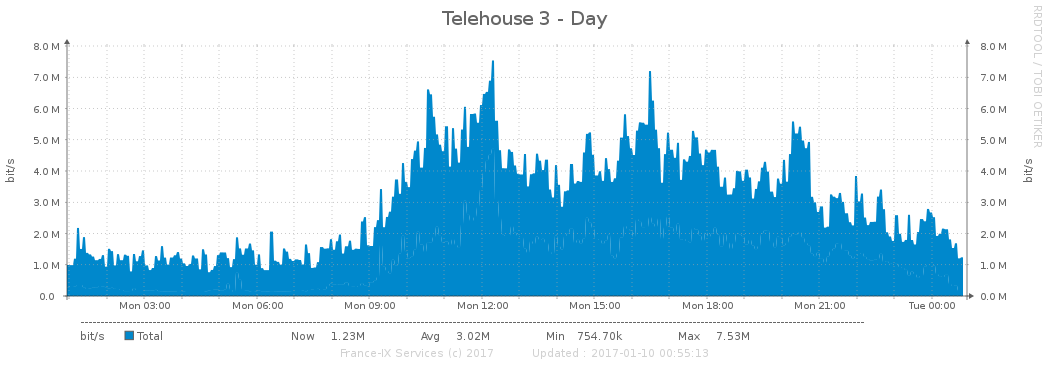 Telehouse 3 - Day
RRDTOOL / TOBI OETIKER
8.0 M 8.0 M
7.0 M 7.0 M
6.0 M 6.0 M
5.0 M 5.0 M
4.0 M 4.0 M
3.0 M 3.0 M
2.0 M 2.0 M
1.0 M 1.0 M
0.0 0.0 M
bit/s
bit/s
Mon 03:00 Mon 06:00 Mon 09:00 Mon 12:00 Mon 15:00 Mon 18:00 Mon 21:00 Tue 00:00
bit/s Total Now 1.23M Avg 3.02M Min 754.70k Max 7.53M
France-IX Services (c) 2017 Updated : 2017-01-10 00:55:13